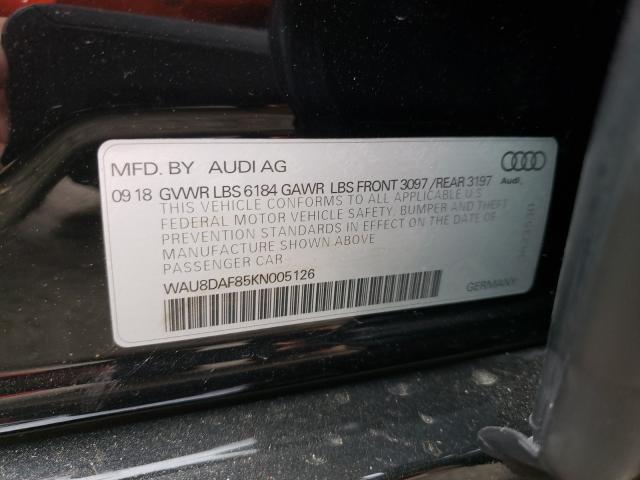 MFD. BY AUDI AG
Audi
09 18 GVWR LBS 6184 GAWR LBS FRONT 3097 / REAR 3197
THIS VEHICLE CONFORMS TO ALL APPLICABLE U.S
FEDERAL MOTOR VEHICLE SAFETY, BUMPER AND THEFT
PREVENTION STANDARDS IN EFFECT ON THE DATE OF
MANUFACTURE SHOWN ABOVE
PASSENGER CAR
WAU8DAF85KN005126
GERMANY